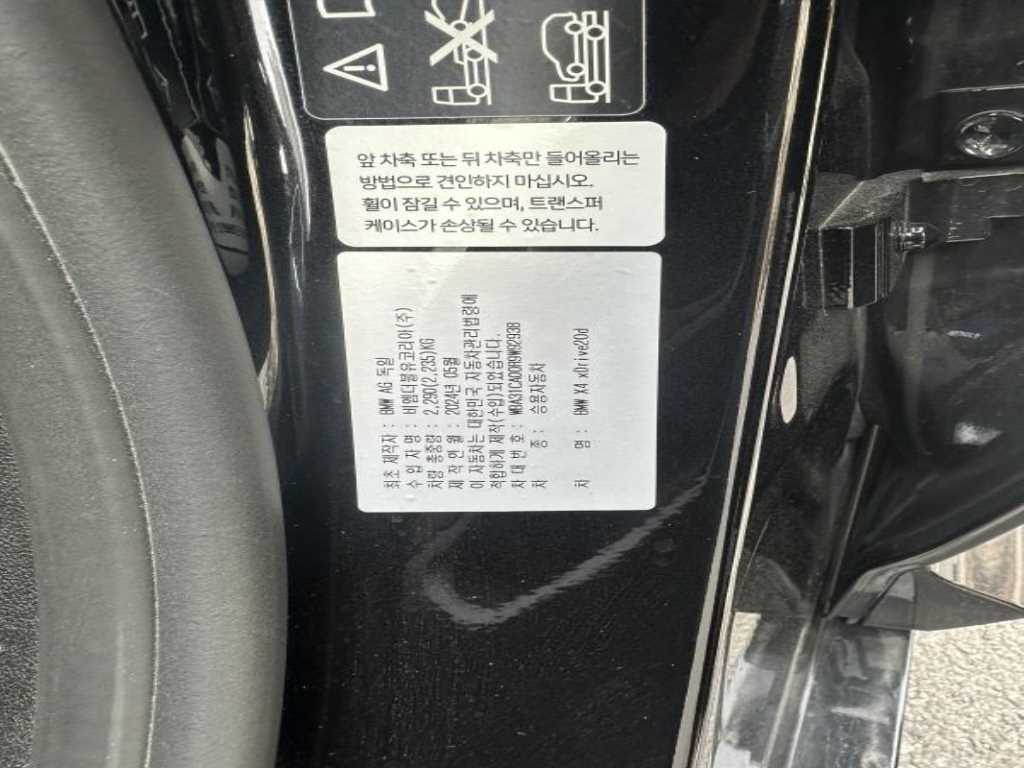 앞 차축 또는 뒤 차축만 들어올리는
방법으로 견인하지 마십시오.
휠이 잠길 수 있으며, 트랜스퍼
케이스가 손상될 수 있습니다.
최초 제작자 : BMW AG 독일
수 입 자 명 : 비엠더블유코리아(주)
차량 총중량 : 2,290(2,235)KG
제 작 연 월 : 2024년 05월
이 자동차는 대한민국 자동차관리법령에
적합하게 제작(수입)되었습니다.
차 대 번 호 :
차 종 : 승용자동차
차 명 : BMW X4 xDrive20d